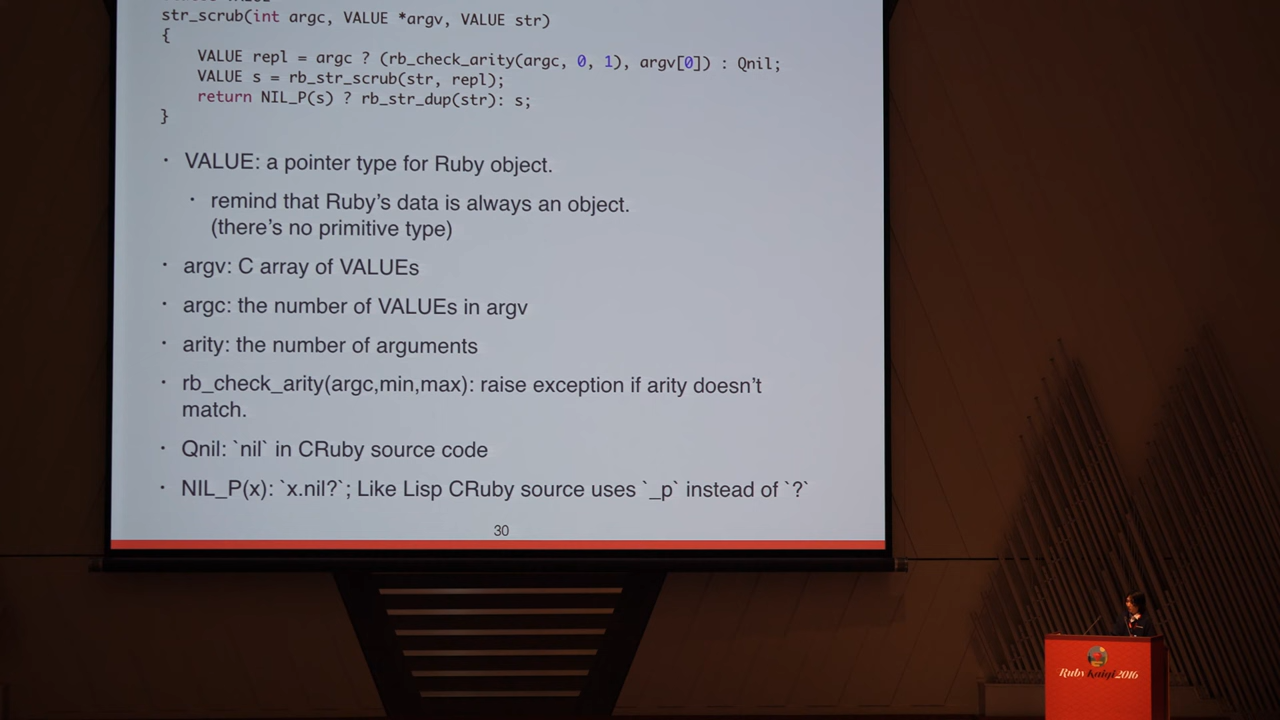 str_scrub(int argc, VALUE *argv, VALUE str)
{
VALUE repl = argc ? (rb_check_arity(argc, 0, 1), argv[0]) : Qnil;
VALUE s = rb_str_scrub(str, repl);
return NIL_P(s) ? rb_str_dup(str): s;
}
· VALUE: a pointer type for Ruby object.
· remind that Ruby’s data is always an object.
(there’s no primitive type)
· argv: C array of VALUEs
· argc: the number of VALUEs in argv
· arity: the number of arguments
· rb_check_arity(argc,min,max): raise exception if arity doesn’t
match.
· Qnil: `nil` in CRuby source code
· NIL_P(x): `x.nil?`; Like Lisp CRuby source uses `_p` instead of `?`
30
Ruby Kaigi 2016